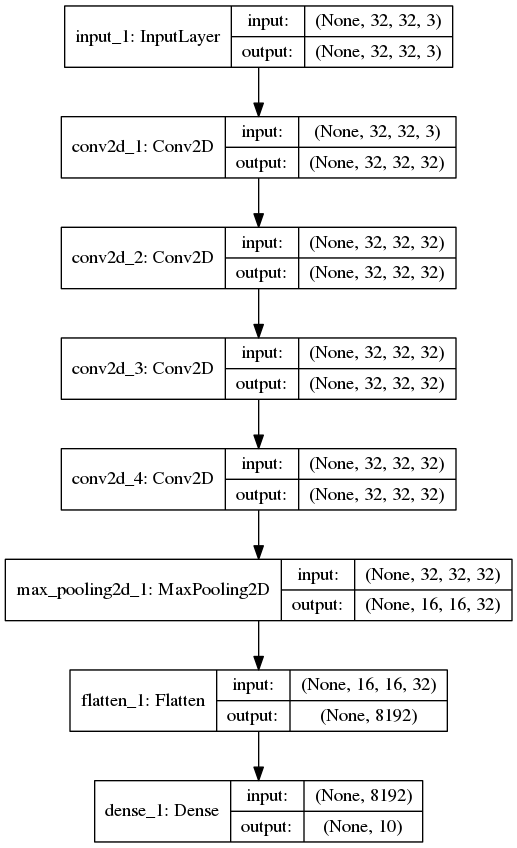 input_1: InputLayer
input:
(None, 32, 32, 3)
output:
(None, 32, 32, 3)
conv2d_1: Conv2D
input:
(None, 32, 32, 3)
output:
(None, 32, 32, 32)
conv2d_2: Conv2D
input:
(None, 32, 32, 32)
output:
(None, 32, 32, 32)
conv2d_3: Conv2D
input:
(None, 32, 32, 32)
output:
(None, 32, 32, 32)
conv2d_4: Conv2D
input:
(None, 32, 32, 32)
output:
(None, 32, 32, 32)
max_pooling2d_1: MaxPooling2D
input:
(None, 32, 32, 32)
output:
(None, 16, 16, 32)
flatten_1: Flatten
input:
(None, 16, 16, 32)
output:
(None, 8192)
dense_1: Dense
input:
(None, 8192)
output:
(None, 10)